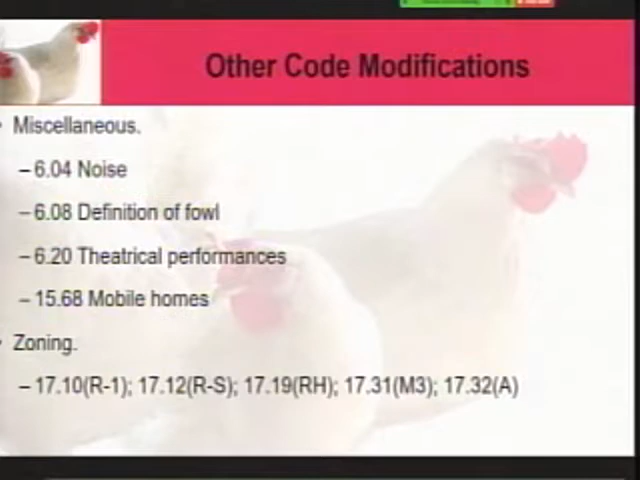 Other Code Modifications
• Miscellaneous.
– 6.04 Noise
– 6.08 Definition of fowl
– 6.20 Theatrical performances
– 15.68 Mobile homes
• Zoning.
– 17.10(R-1); 17.12(R-S); 17.19(RH); 17.31(M3); 17.32(A)